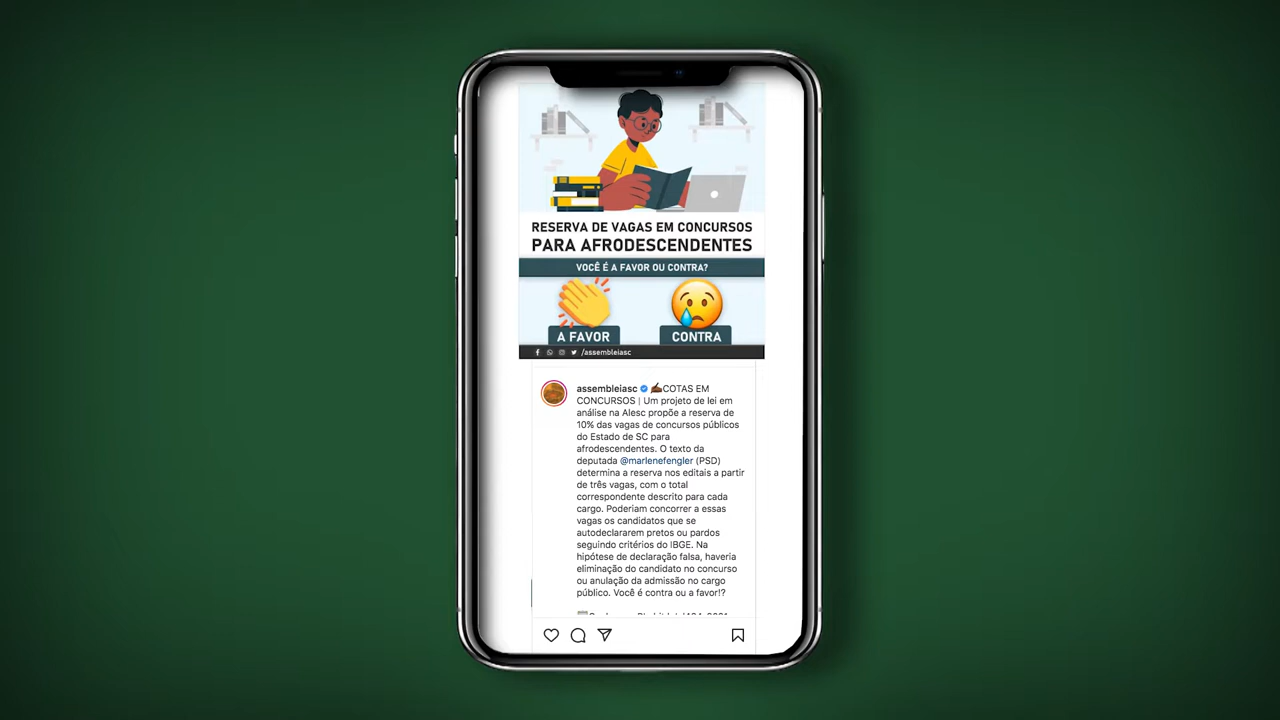 RESERVA DE VAGAS EM CONCURSOS
PARA AFRODESCENDENTES
VOCÊ É A FAVOR OU CONTRA?
A FAVOR
CONTRA
/assembleiasc
assembleiasc COTAS EM
CONCURSOS | Um projeto de lei em
análise na Alesc propõe a reserva de
10% das vagas de concursos públicos
do Estado de SC para
afrodescendentes. O texto da
deputada @marlenefengler (PSD)
determina a reserva nos editais a partir
de três vagas, com o total
correspondente descrito para cada
cargo. Poderiam concorrer a essas
vagas os candidatos que se
autodeclararem pretos ou pardos
seguindo critérios do IBGE. Na
hipótese de declaração falsa, haveria
eliminação do candidato no concurso
ou anulação da admissão no cargo
público. Você é contra ou a favor!?